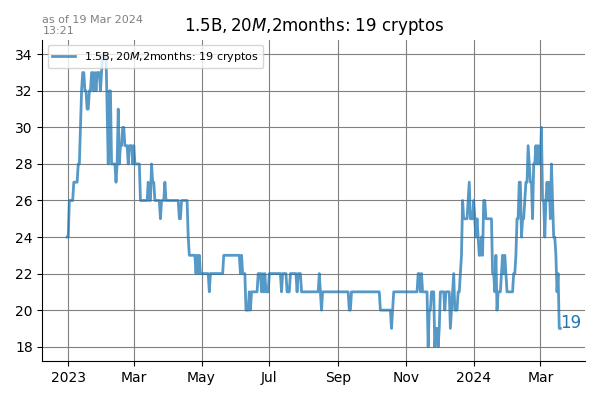 as of 19 Mar 2024
13:21
1.5B, 20M,2months: 19 cryptos
1.5B, 20M,2months: 19 cryptos
34
32
30
28
26
24
22
20
18
19
2023
Mar
May
Jul
Sep
Nov
2024
Mar